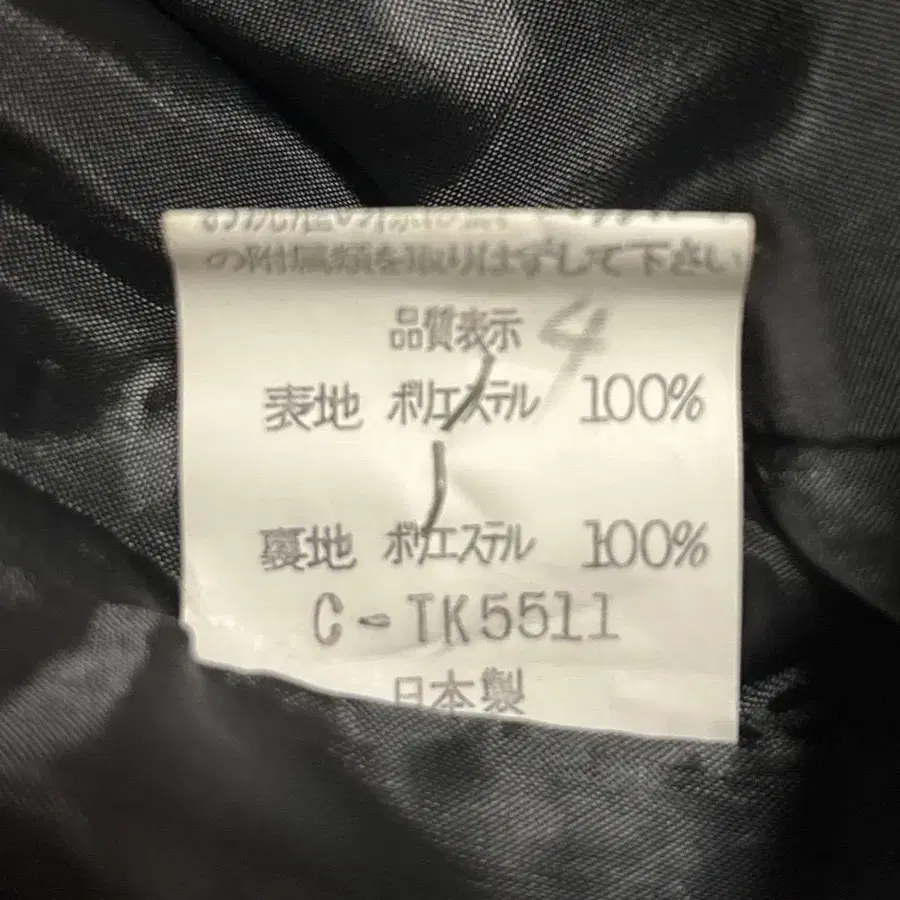 の附属類を取りはずして下さい
品質表示 4
表地 ポリエステル 100%
裏地 ポリエステル 100%
C-TK5511
日本製